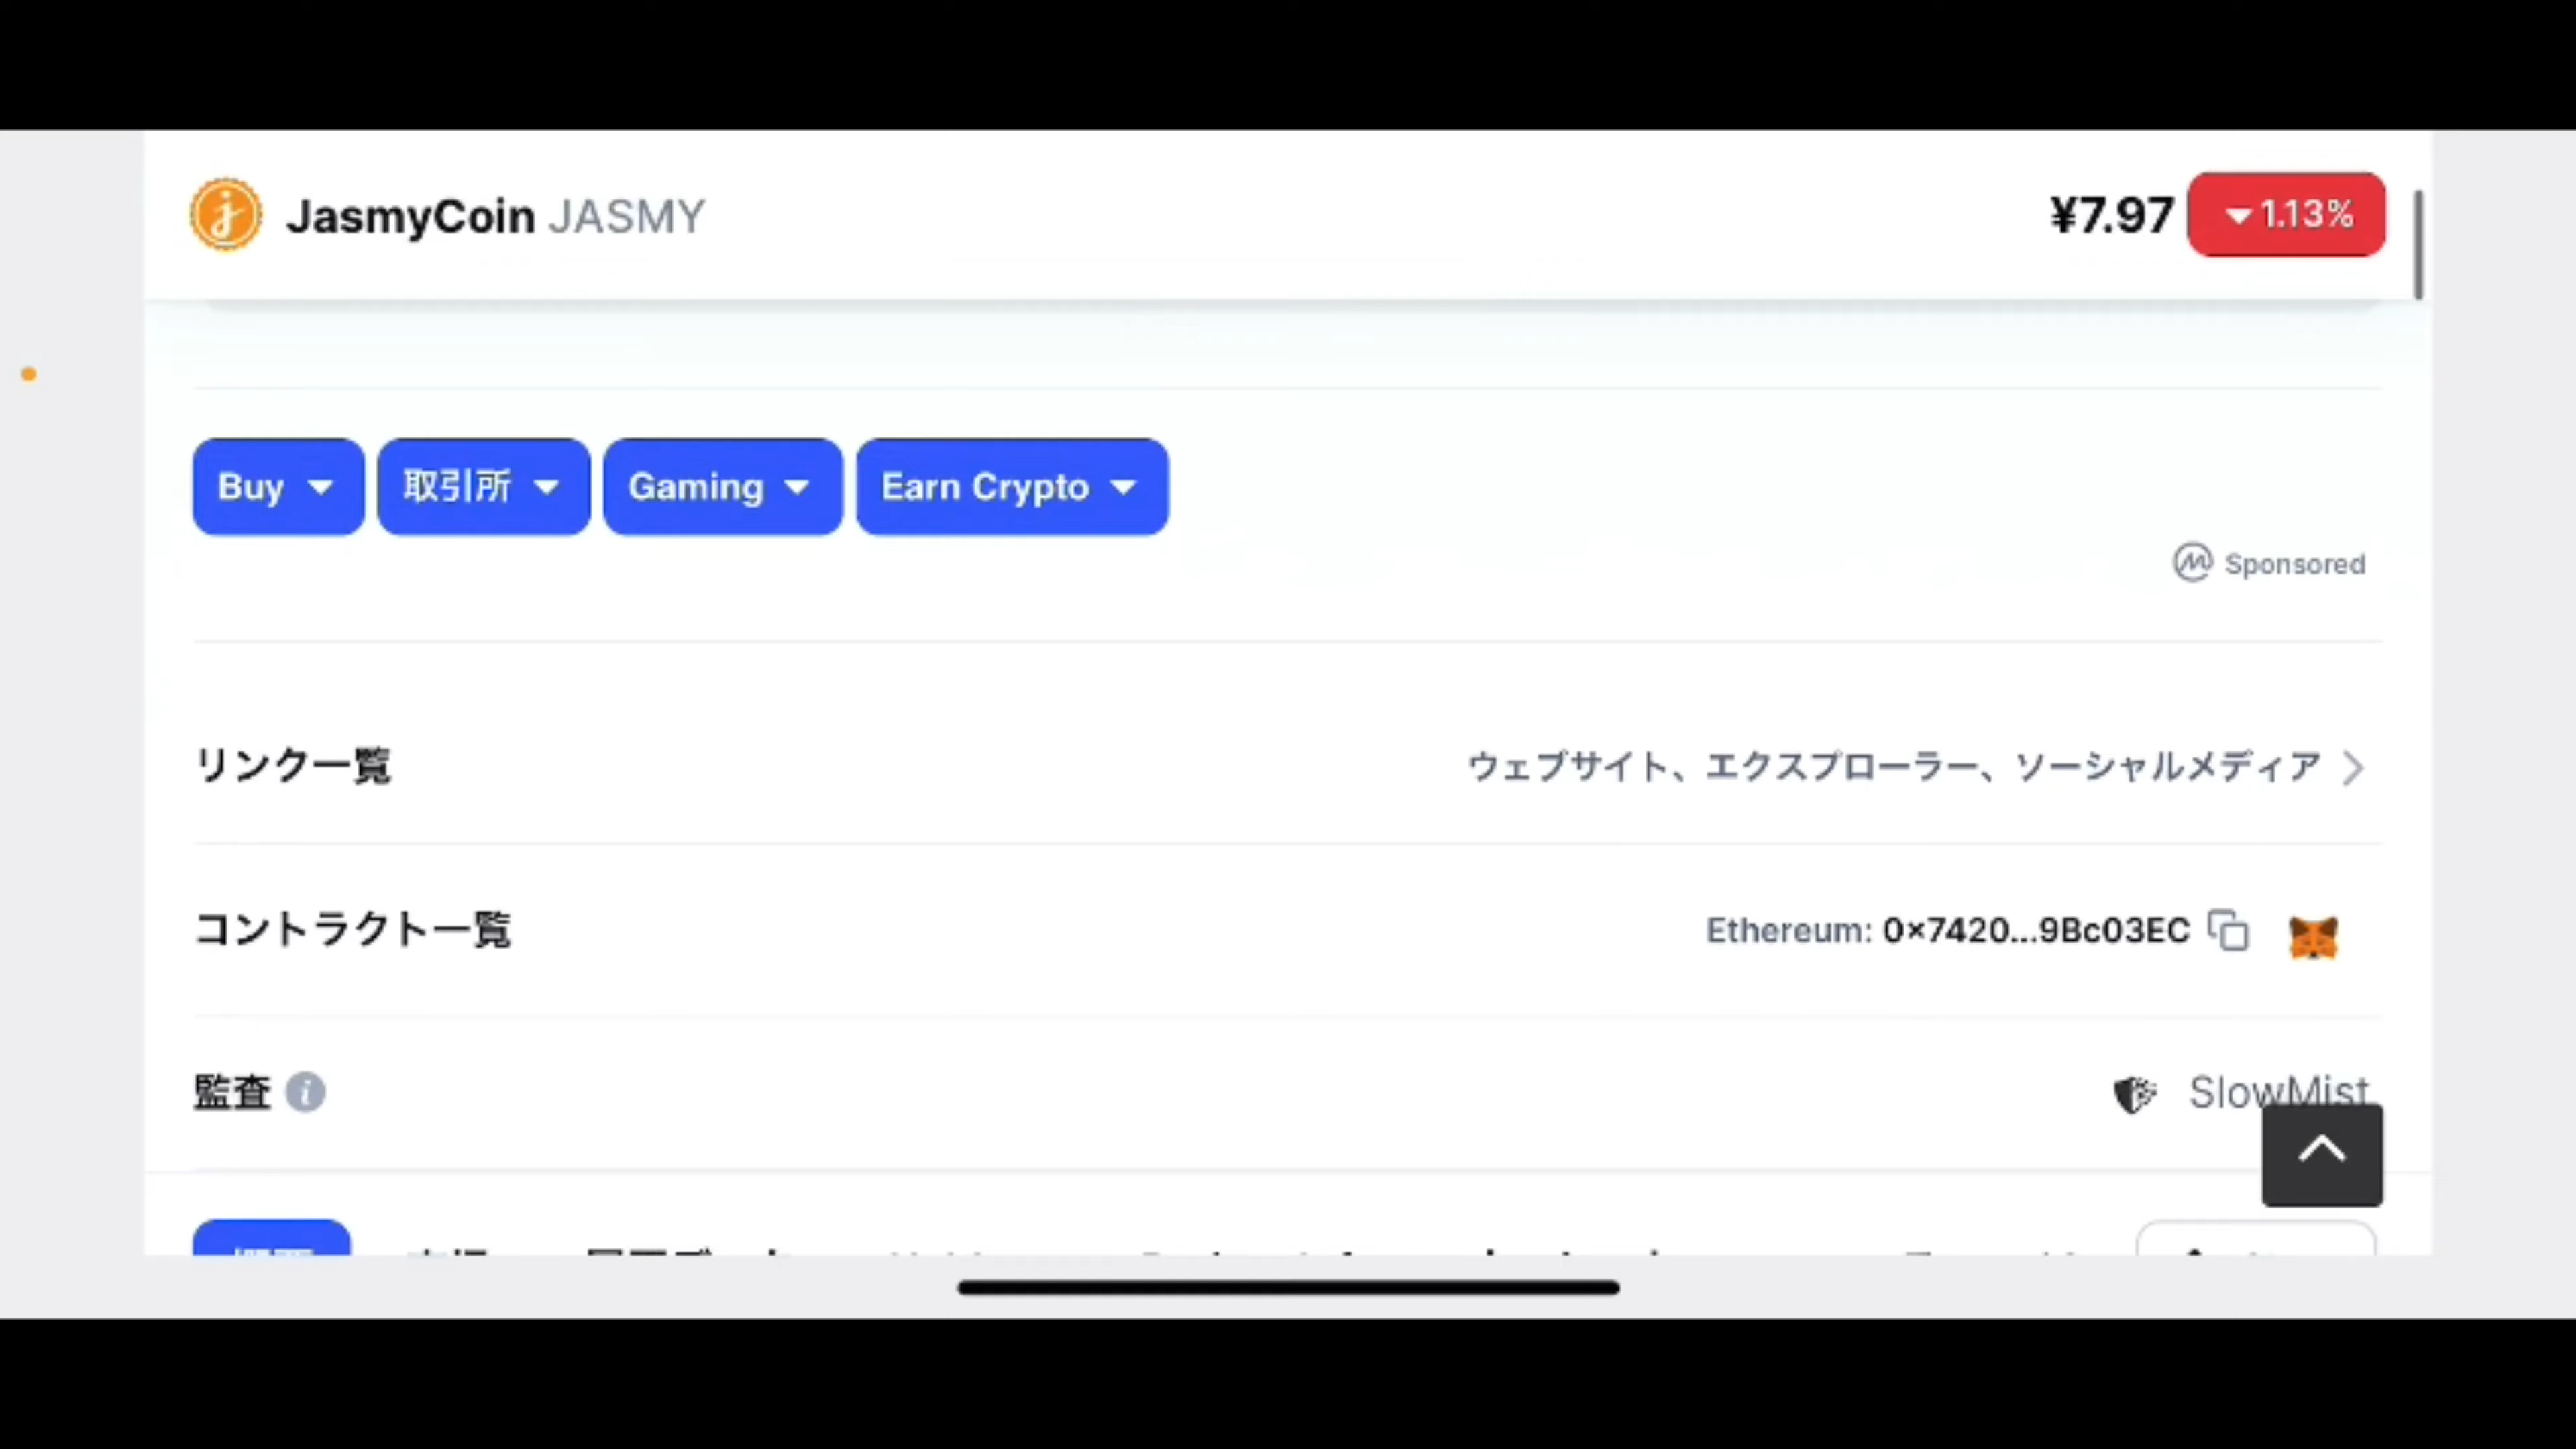 JasmyCoin JASMY ¥7.97 1.13%
Buy 取引所 Gaming Earn Crypto
Sponsored
リンク一覧 ウェブサイト、エクスプローラー、ソーシャルメディア
コントラクト一覧 Ethereum: 0x7420...9Bc03EC
監査 SlowMist